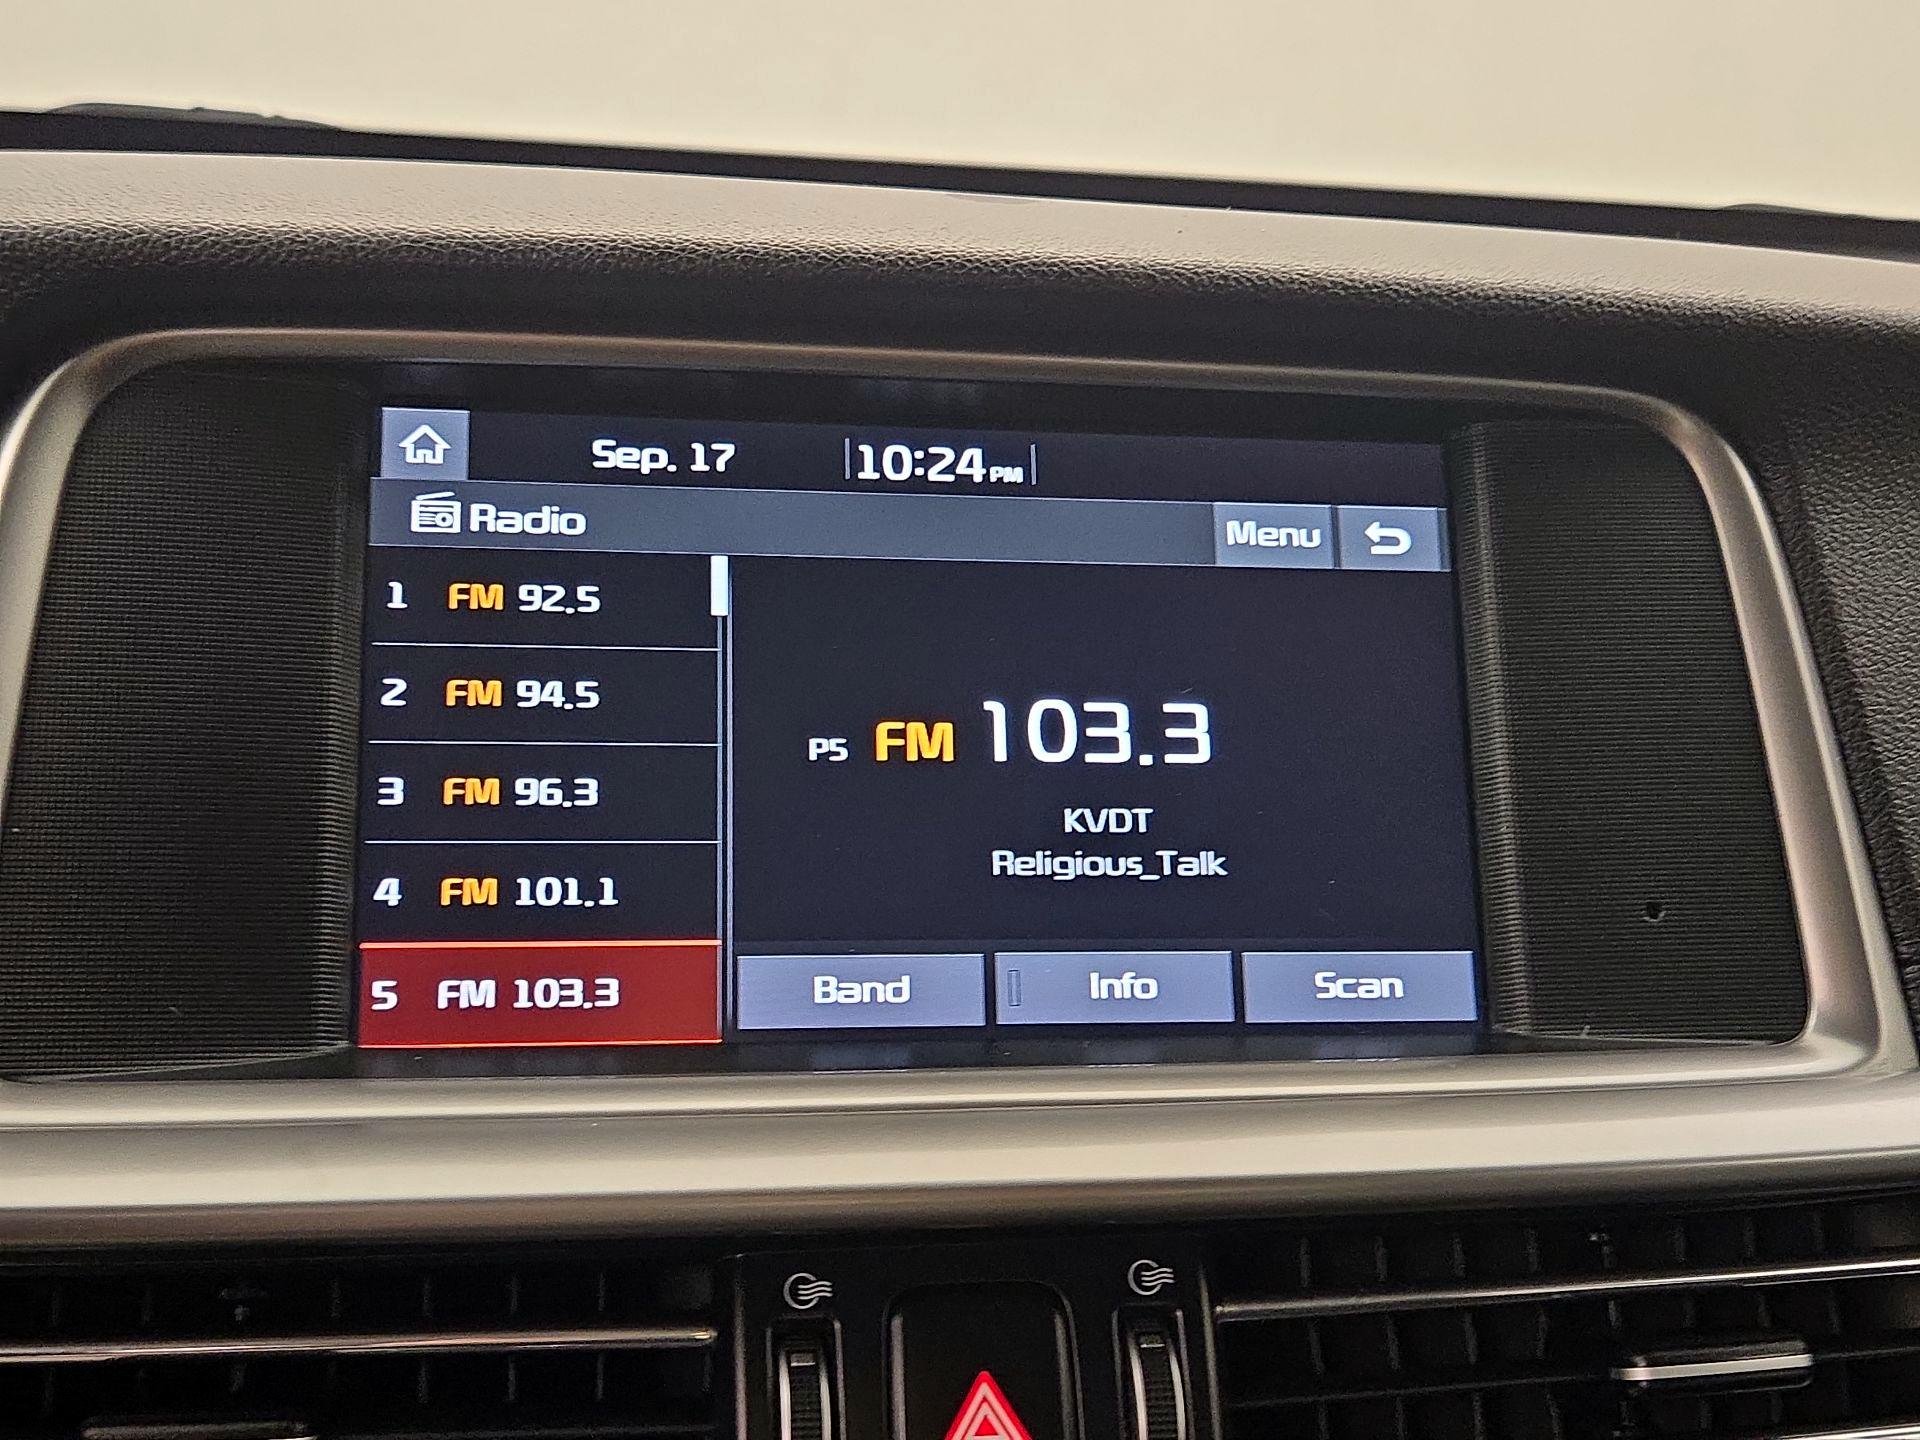 Sep. 17 10:24 PM
Radio Menu
1 FM 92.5
2 FM 94.5
3 FM 96.3
4 FM 101.1
5 FM 103.3
P5 FM 103.3
KVDT
Religious_Talk
Band Info Scan